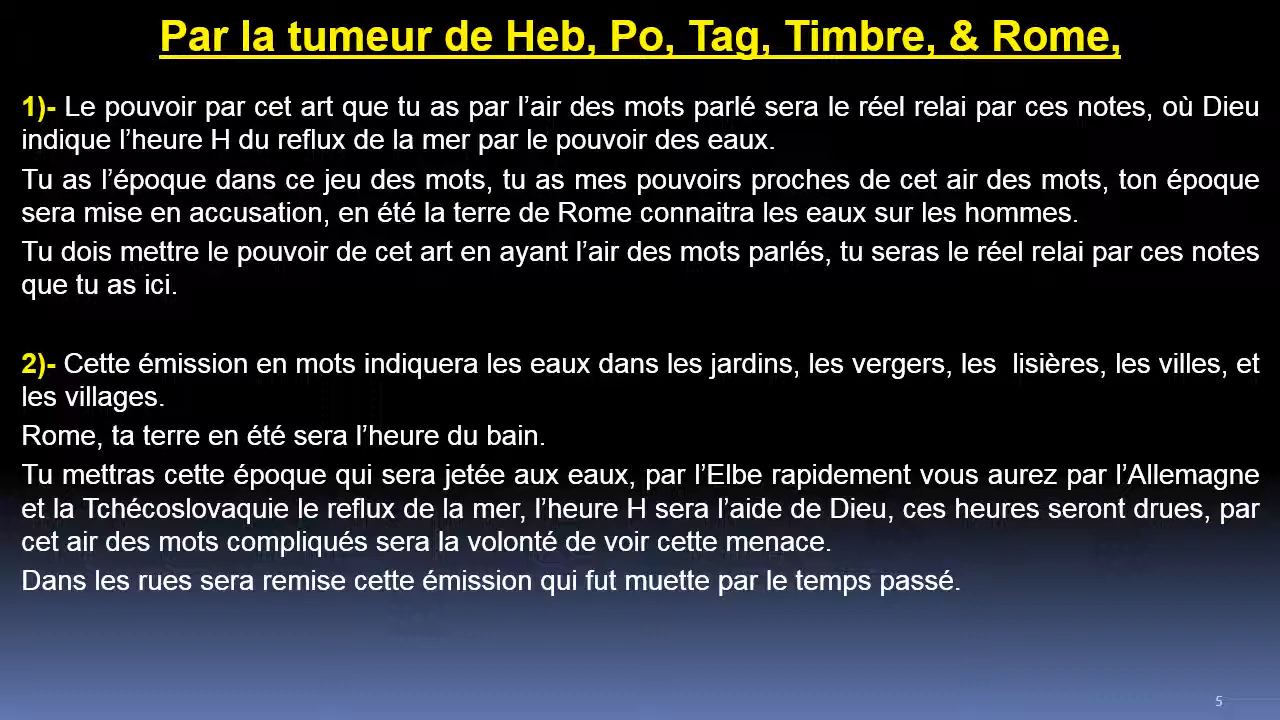 Par la tumeur de Heb, Po, Tag, Timbre, & Rome,
1)- Le pouvoir par cet art que tu as par l’air des mots parlé sera le réel relai par ces notes, où Dieu
indique l’heure H du reflux de la mer par le pouvoir des eaux.
Tu as l’époque dans ce jeu des mots, tu as mes pouvoirs proches de cet air des mots, ton époque
sera mise en accusation, en été la terre de Rome connaitra les eaux sur les hommes.
Tu dois mettre le pouvoir de cet art en ayant l’air des mots parlés, tu seras le réel relai par ces notes
que tu as ici.
2)- Cette émission en mots indiquera les eaux dans les jardins, les vergers, les  lisières, les villes, et
les villages.
Rome, ta terre en été sera l’heure du bain.
Tu mettras cette époque qui sera jetée aux eaux, par l’Elbe rapidement vous aurez par l’Allemagne
et la Tchécoslovaquie le reflux de la mer, l’heure H sera l’aide de Dieu, ces heures seront drues, par
cet air des mots compliqués sera la volonté de voir cette menace.
Dans les rues sera remise cette émission qui fut muette par le temps passé.
5